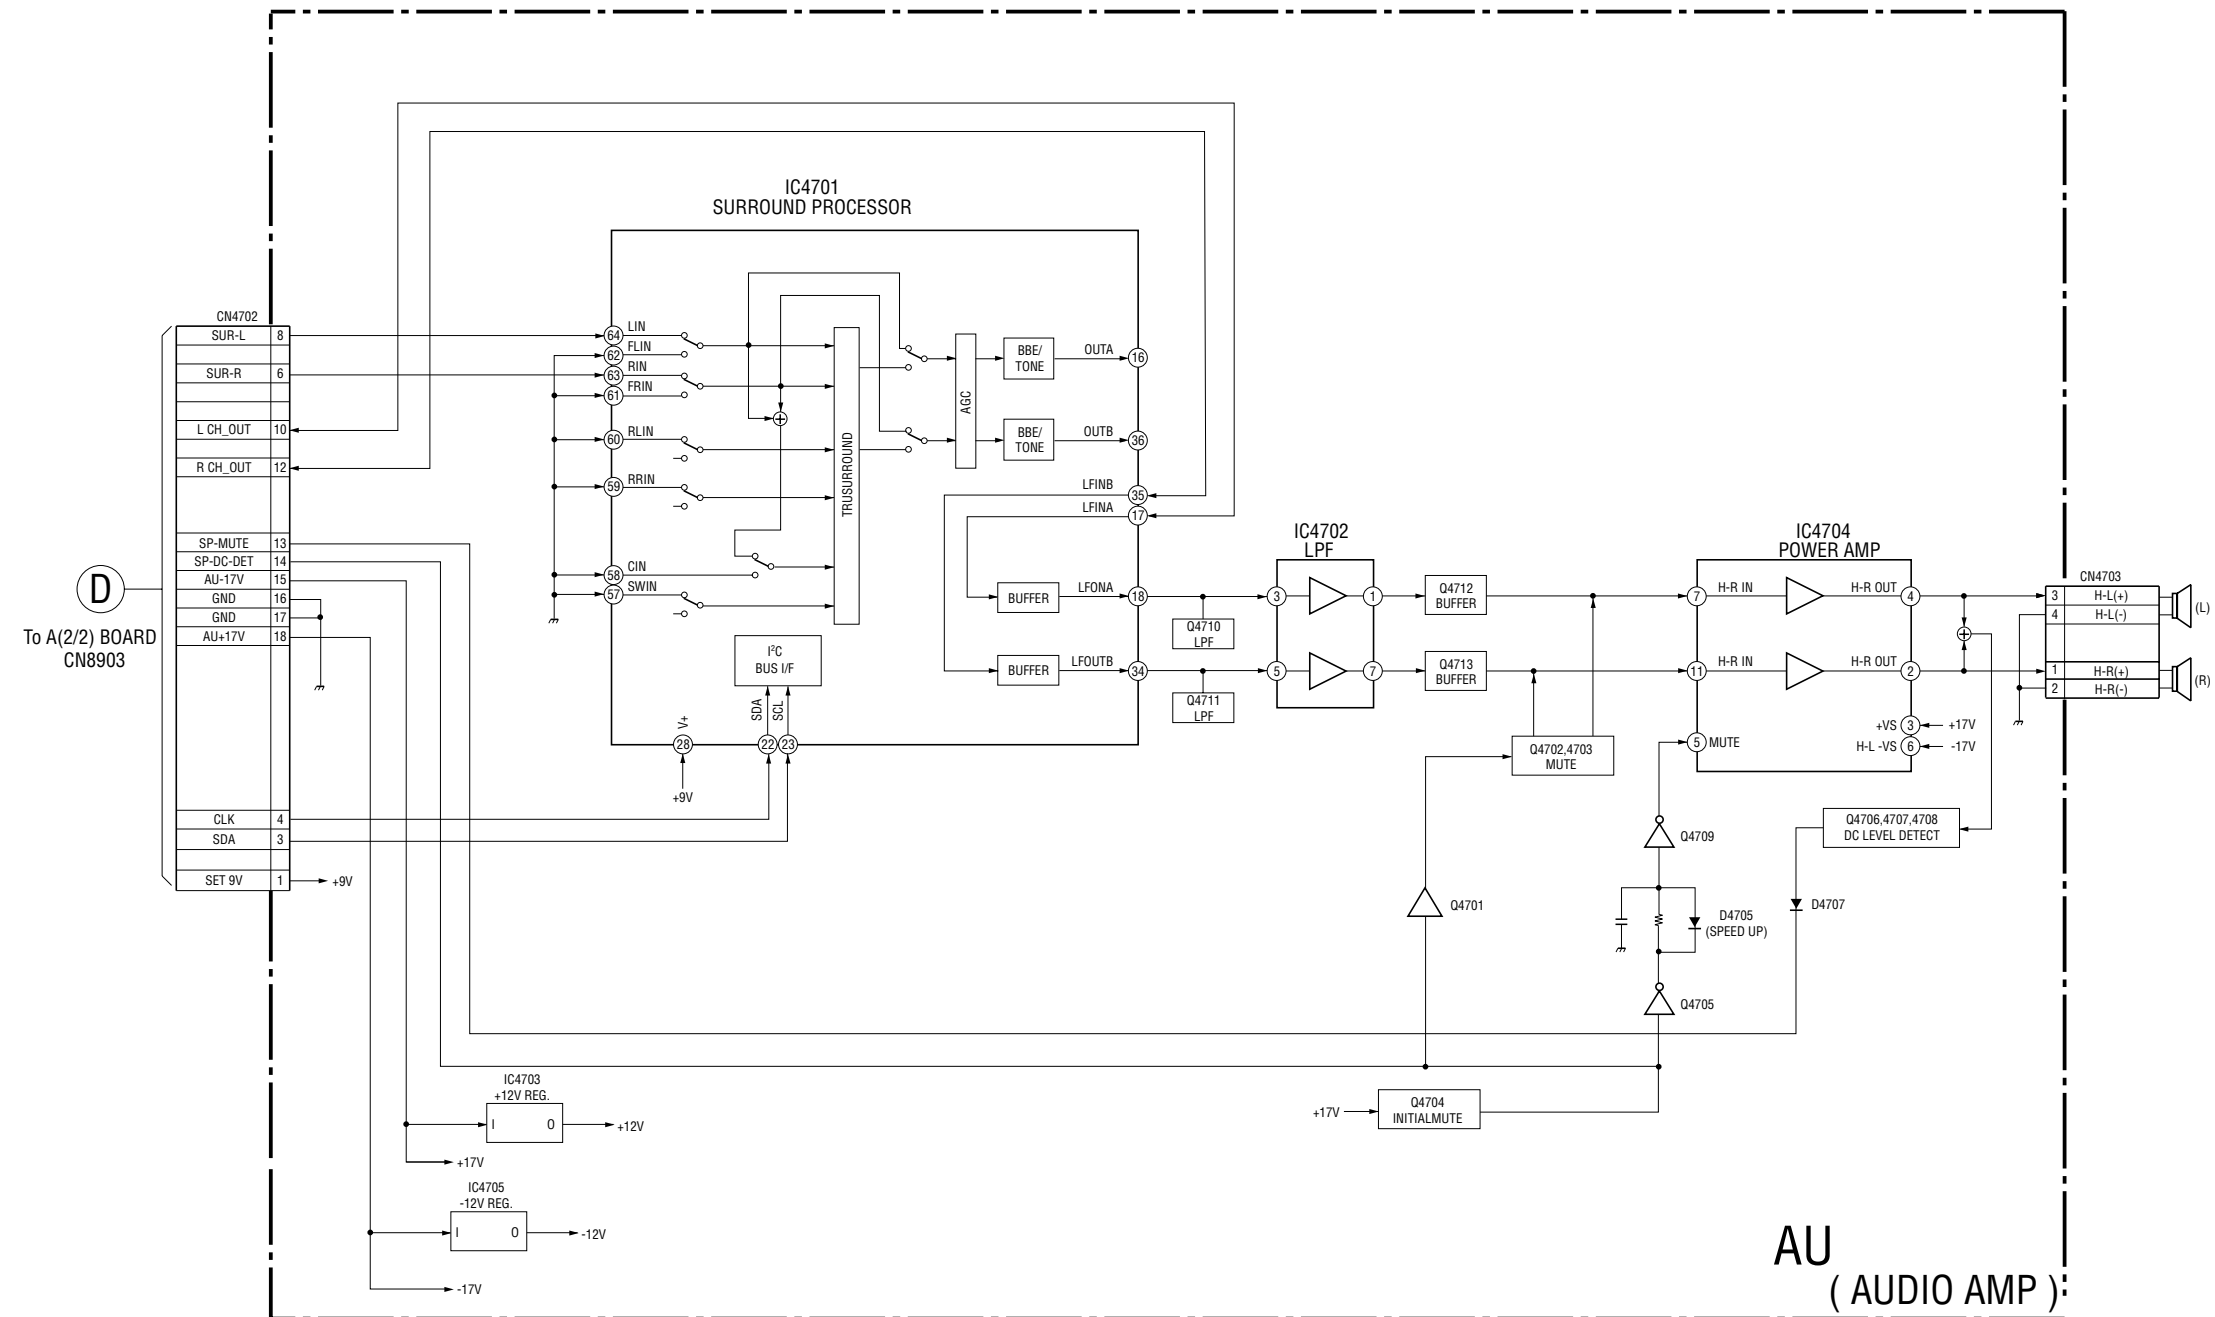 IC4701
SURROUND PROCESSOR
CN4702
SUR-L 8
SUR-R 6
L CH_OUT 10
R CH_OUT 12
SP-MUTE 13
SP-DC-DET 14
AU-17V 15
GND 16
GND 17
AU+17V 18
CLK 4
SDA 3
SET 9V 1
+9V
D
To A(2/2) BOARD
CN8903
64 LIN
62 FLIN
63 RIN
61 FRIN
60 RLIN
59 RRIN
58 CIN
57 SWIN
TRUSURROUND
AGC
BBE/
TONE
OUTA 16
BBE/
TONE
OUTB 36
LFINB 35
LFINA 17
BUFFER
LFONA 18
BUFFER
LFOUTB 34
I²C
BUS I/F
SDA
SCL
V+
28
22
23
+9V
IC4702
LPF
3
1
5
7
Q4710
LPF
Q4711
LPF
Q4712
BUFFER
Q4713
BUFFER
Q4702,4703
MUTE
IC4704
POWER AMP
7 H-R IN
H-R OUT 4
11 H-R IN
H-R OUT 2
+VS 3 +17V
H-L -VS 6 -17V
5 MUTE
CN4703
3 H-L(+)
4 H-L(-)
1 H-R(+)
2 H-R(-)
(L)
(R)
Q4706,4707,4708
DC LEVEL DETECT
D4707
Q4709
D4705
(SPEED UP)
Q4705
Q4701
+17V
Q4704
INITIALMUTE
IC4703
+12V REG.
I O
+12V
+17V
IC4705
-12V REG.
I O
-12V
-17V
AU
( AUDIO AMP )